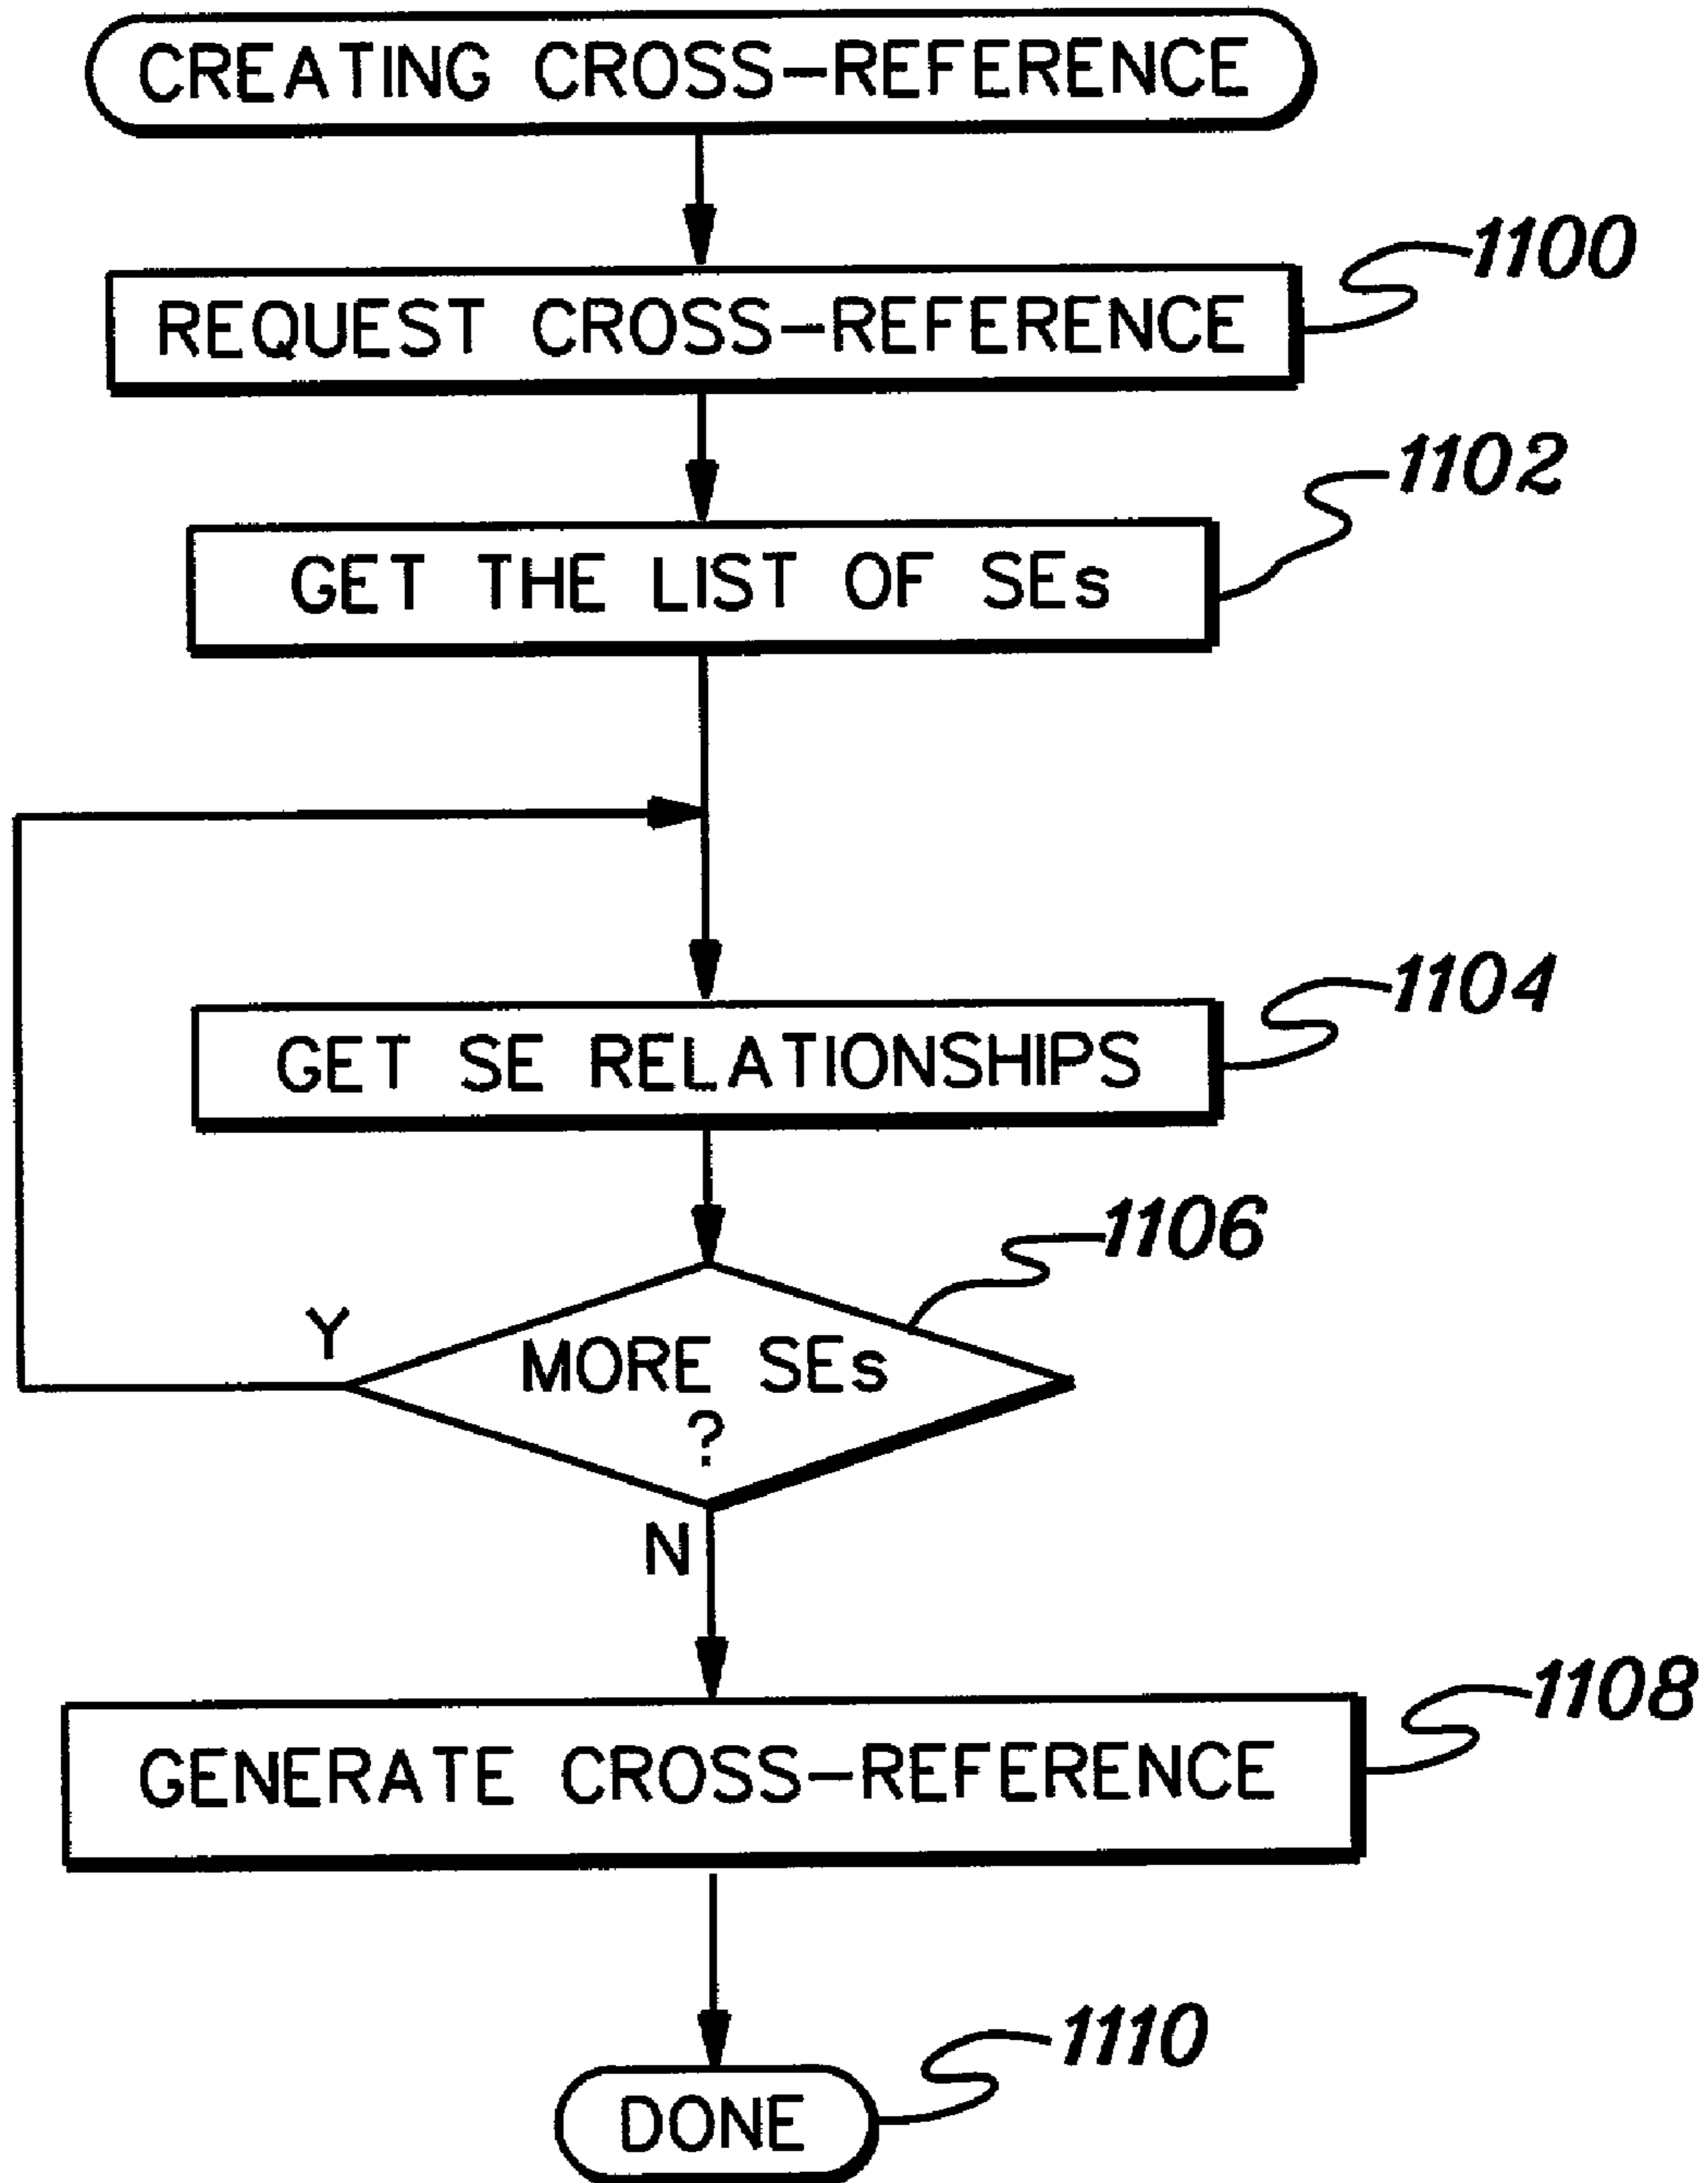 CREATING CROSS-REFERENCE
1100
REQUEST CROSS-REFERENCE
1102
GET THE LIST OF SEs
1104
GET SE RELATIONSHIPS
1106
Y
MORE SEs
?
N
1108
GENERATE CROSS-REFERENCE
1110
DONE